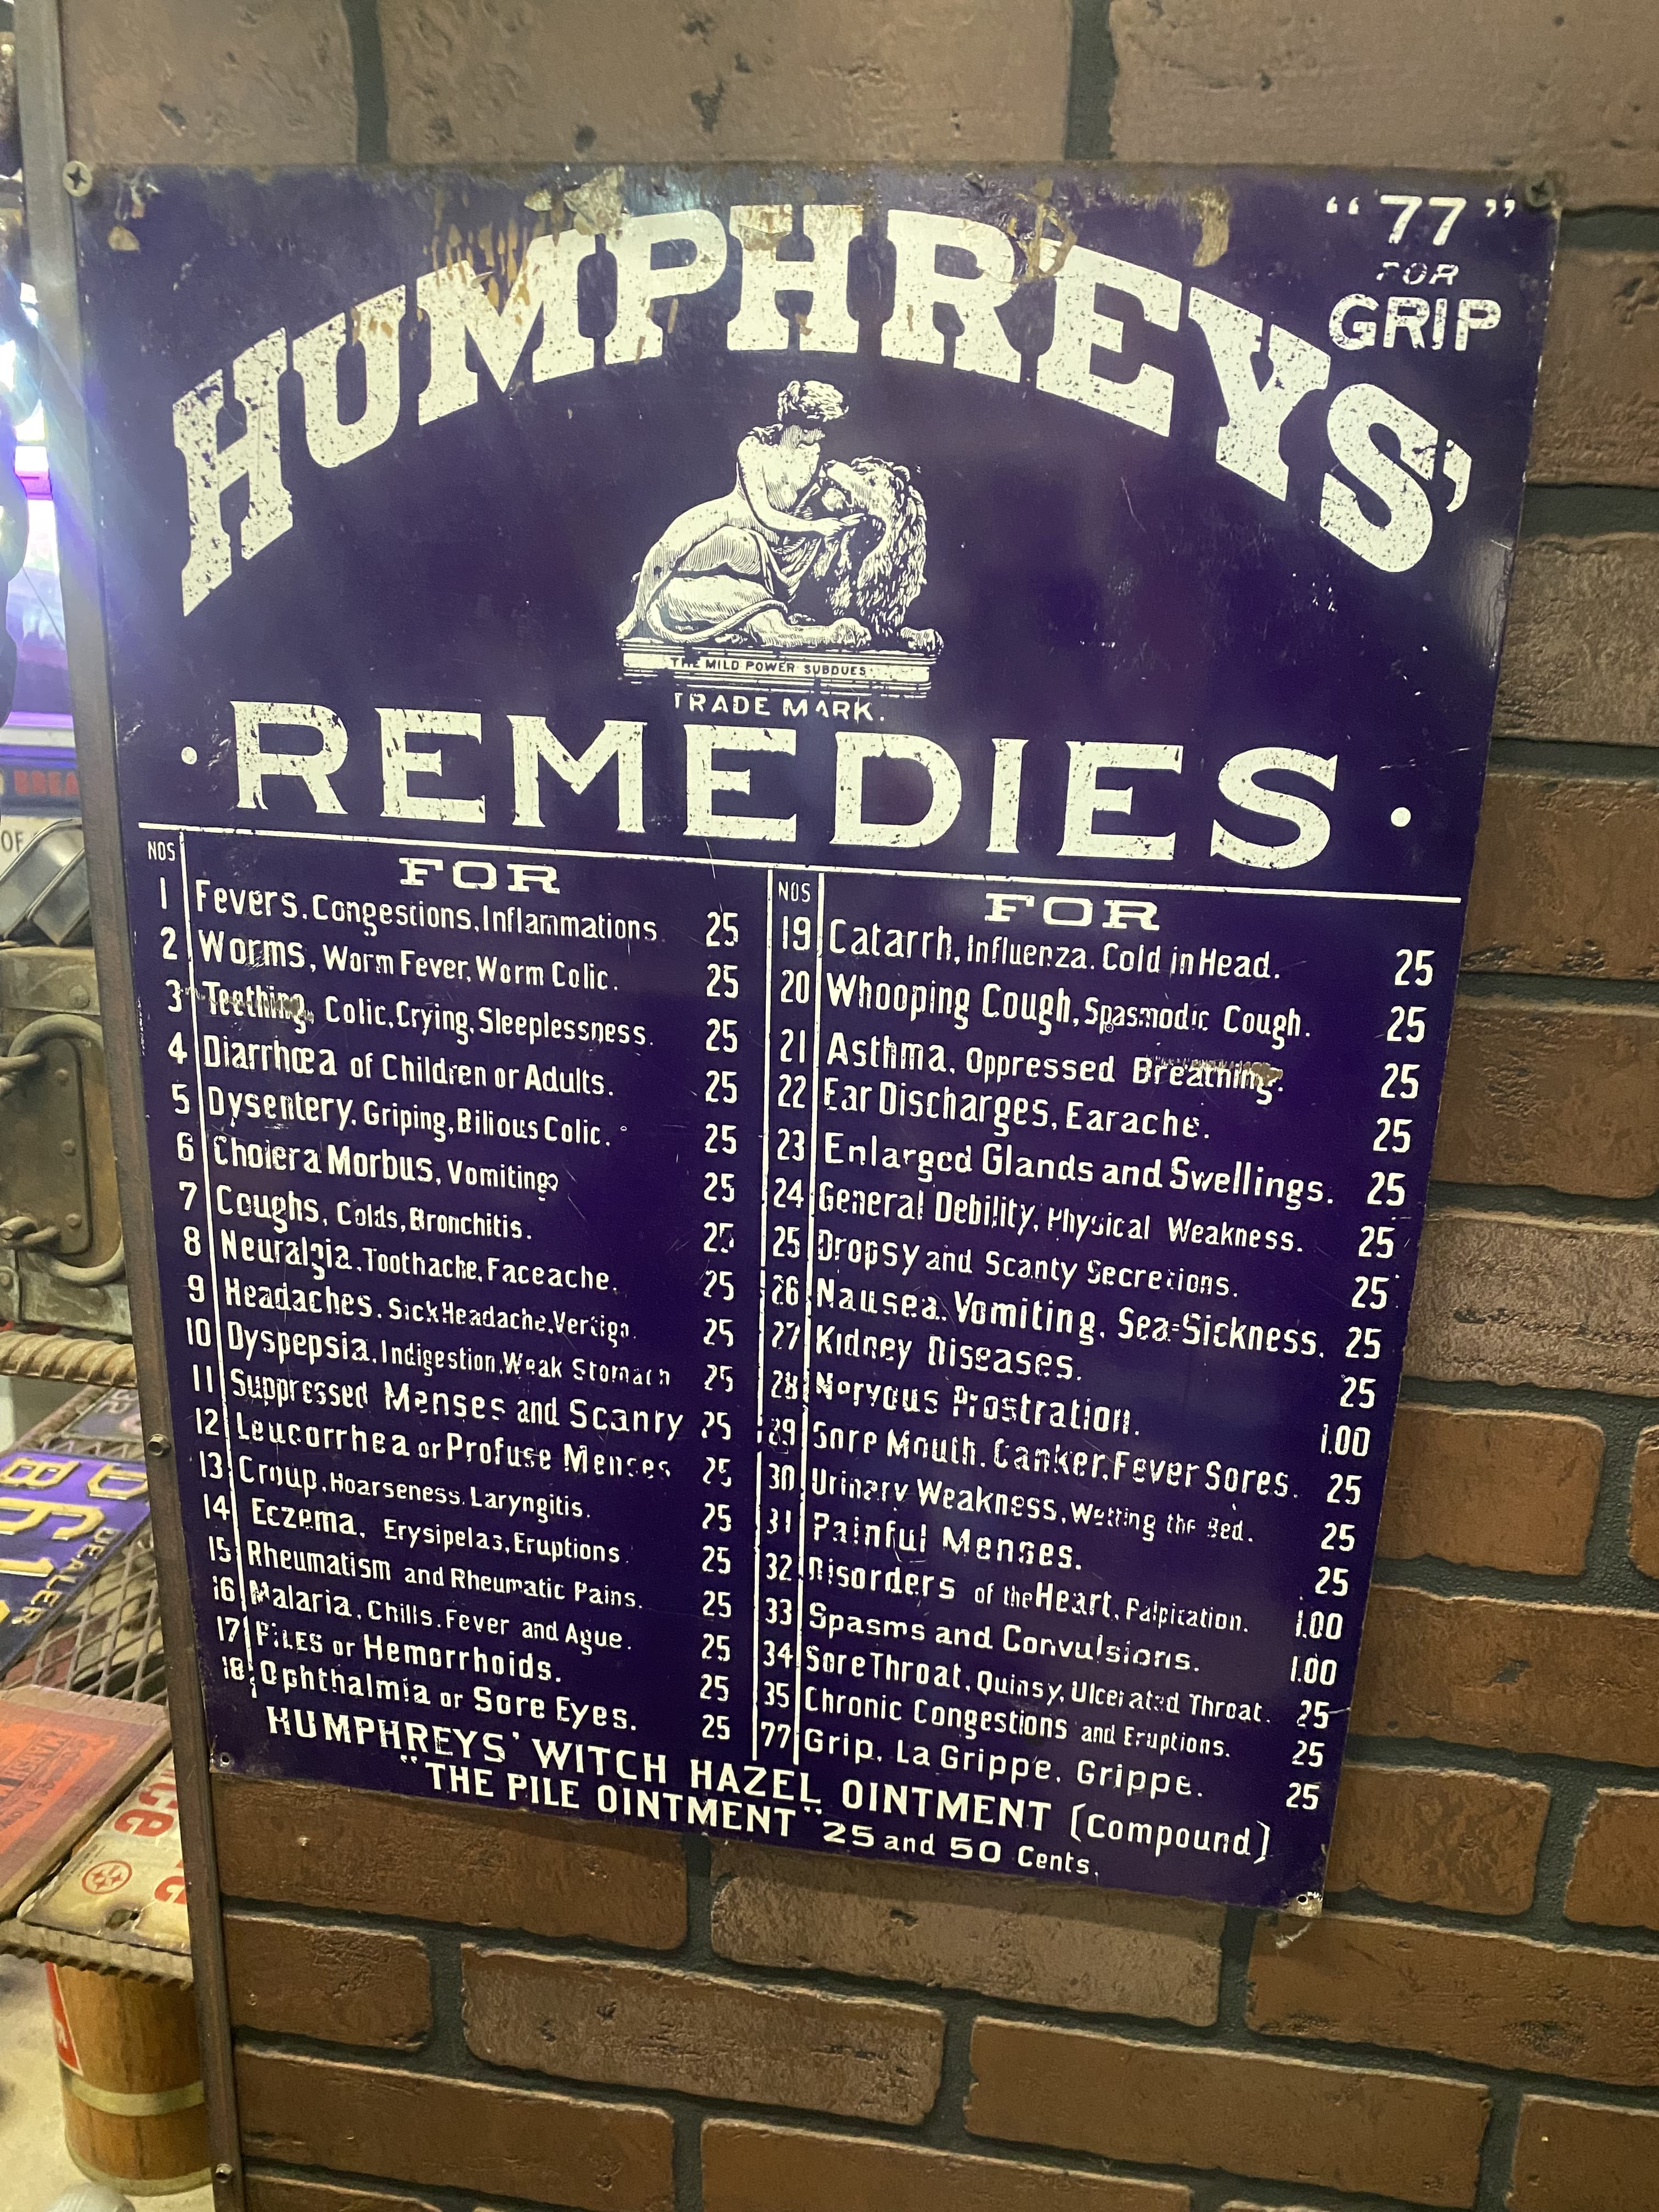 “77”
FOR
GRIP
HUMPHREYS’
THE MILD POWER SUBDUES
TRADE MARK.
· REMEDIES ·
NOS FOR
1 Fevers, Congestions, Inflammations. 25
2 Worms, Worm Fever, Worm Colic. 25
3 Teething, Colic, Crying, Sleeplessness. 25
4 Diarrhœa of Children or Adults. 25
5 Dysentery, Griping, Bilious Colic. 25
6 Cholera Morbus, Vomiting 25
7 Coughs, Colds, Bronchitis. 25
8 Neuralgia, Toothache, Faceache. 25
9 Headaches, Sick Headache, Vertigo. 25
10 Dyspepsia, Indigestion, Weak Stomach 25
11 Suppressed Menses and Scanty 25
12 Leucorrhea or Profuse Menses 25
13 Croup, Hoarseness, Laryngitis. 25
14 Eczema, Erysipelas, Eruptions. 25
15 Rheumatism and Rheumatic Pains. 25
16 Malaria, Chills, Fever and Ague. 25
17 PILES or Hemorrhoids. 25
18 Ophthalmia or Sore Eyes. 25
NOS FOR
19 Catarrh, Influenza, Cold in Head. 25
20 Whooping Cough, Spasmodic Cough. 25
21 Asthma, Oppressed Breathing. 25
22 Ear Discharges, Earache. 25
23 Enlarged Glands and Swellings. 25
24 General Debility, Physical Weakness. 25
25 Dropsy and Scanty Secretions. 25
26 Nausea, Vomiting, Sea=Sickness. 25
27 Kidney Diseases. 25
28 Nervous Prostration. 1.00
29 Sore Mouth, Canker, Fever Sores. 25
30 Urinary Weakness, Wetting the Bed. 25
31 Painful Menses. 25
32 Disorders of the Heart, Palpitation. 1.00
33 Spasms and Convulsions. 1.00
34 Sore Throat, Quinsy, Ulcerated Throat. 25
35 Chronic Congestions and Eruptions. 25
77 Grip, La Grippe, Grippe. 25
HUMPHREYS’ WITCH HAZEL OINTMENT (Compound)
“THE PILE OINTMENT” 25 and 50 Cents.
OF
DEALER